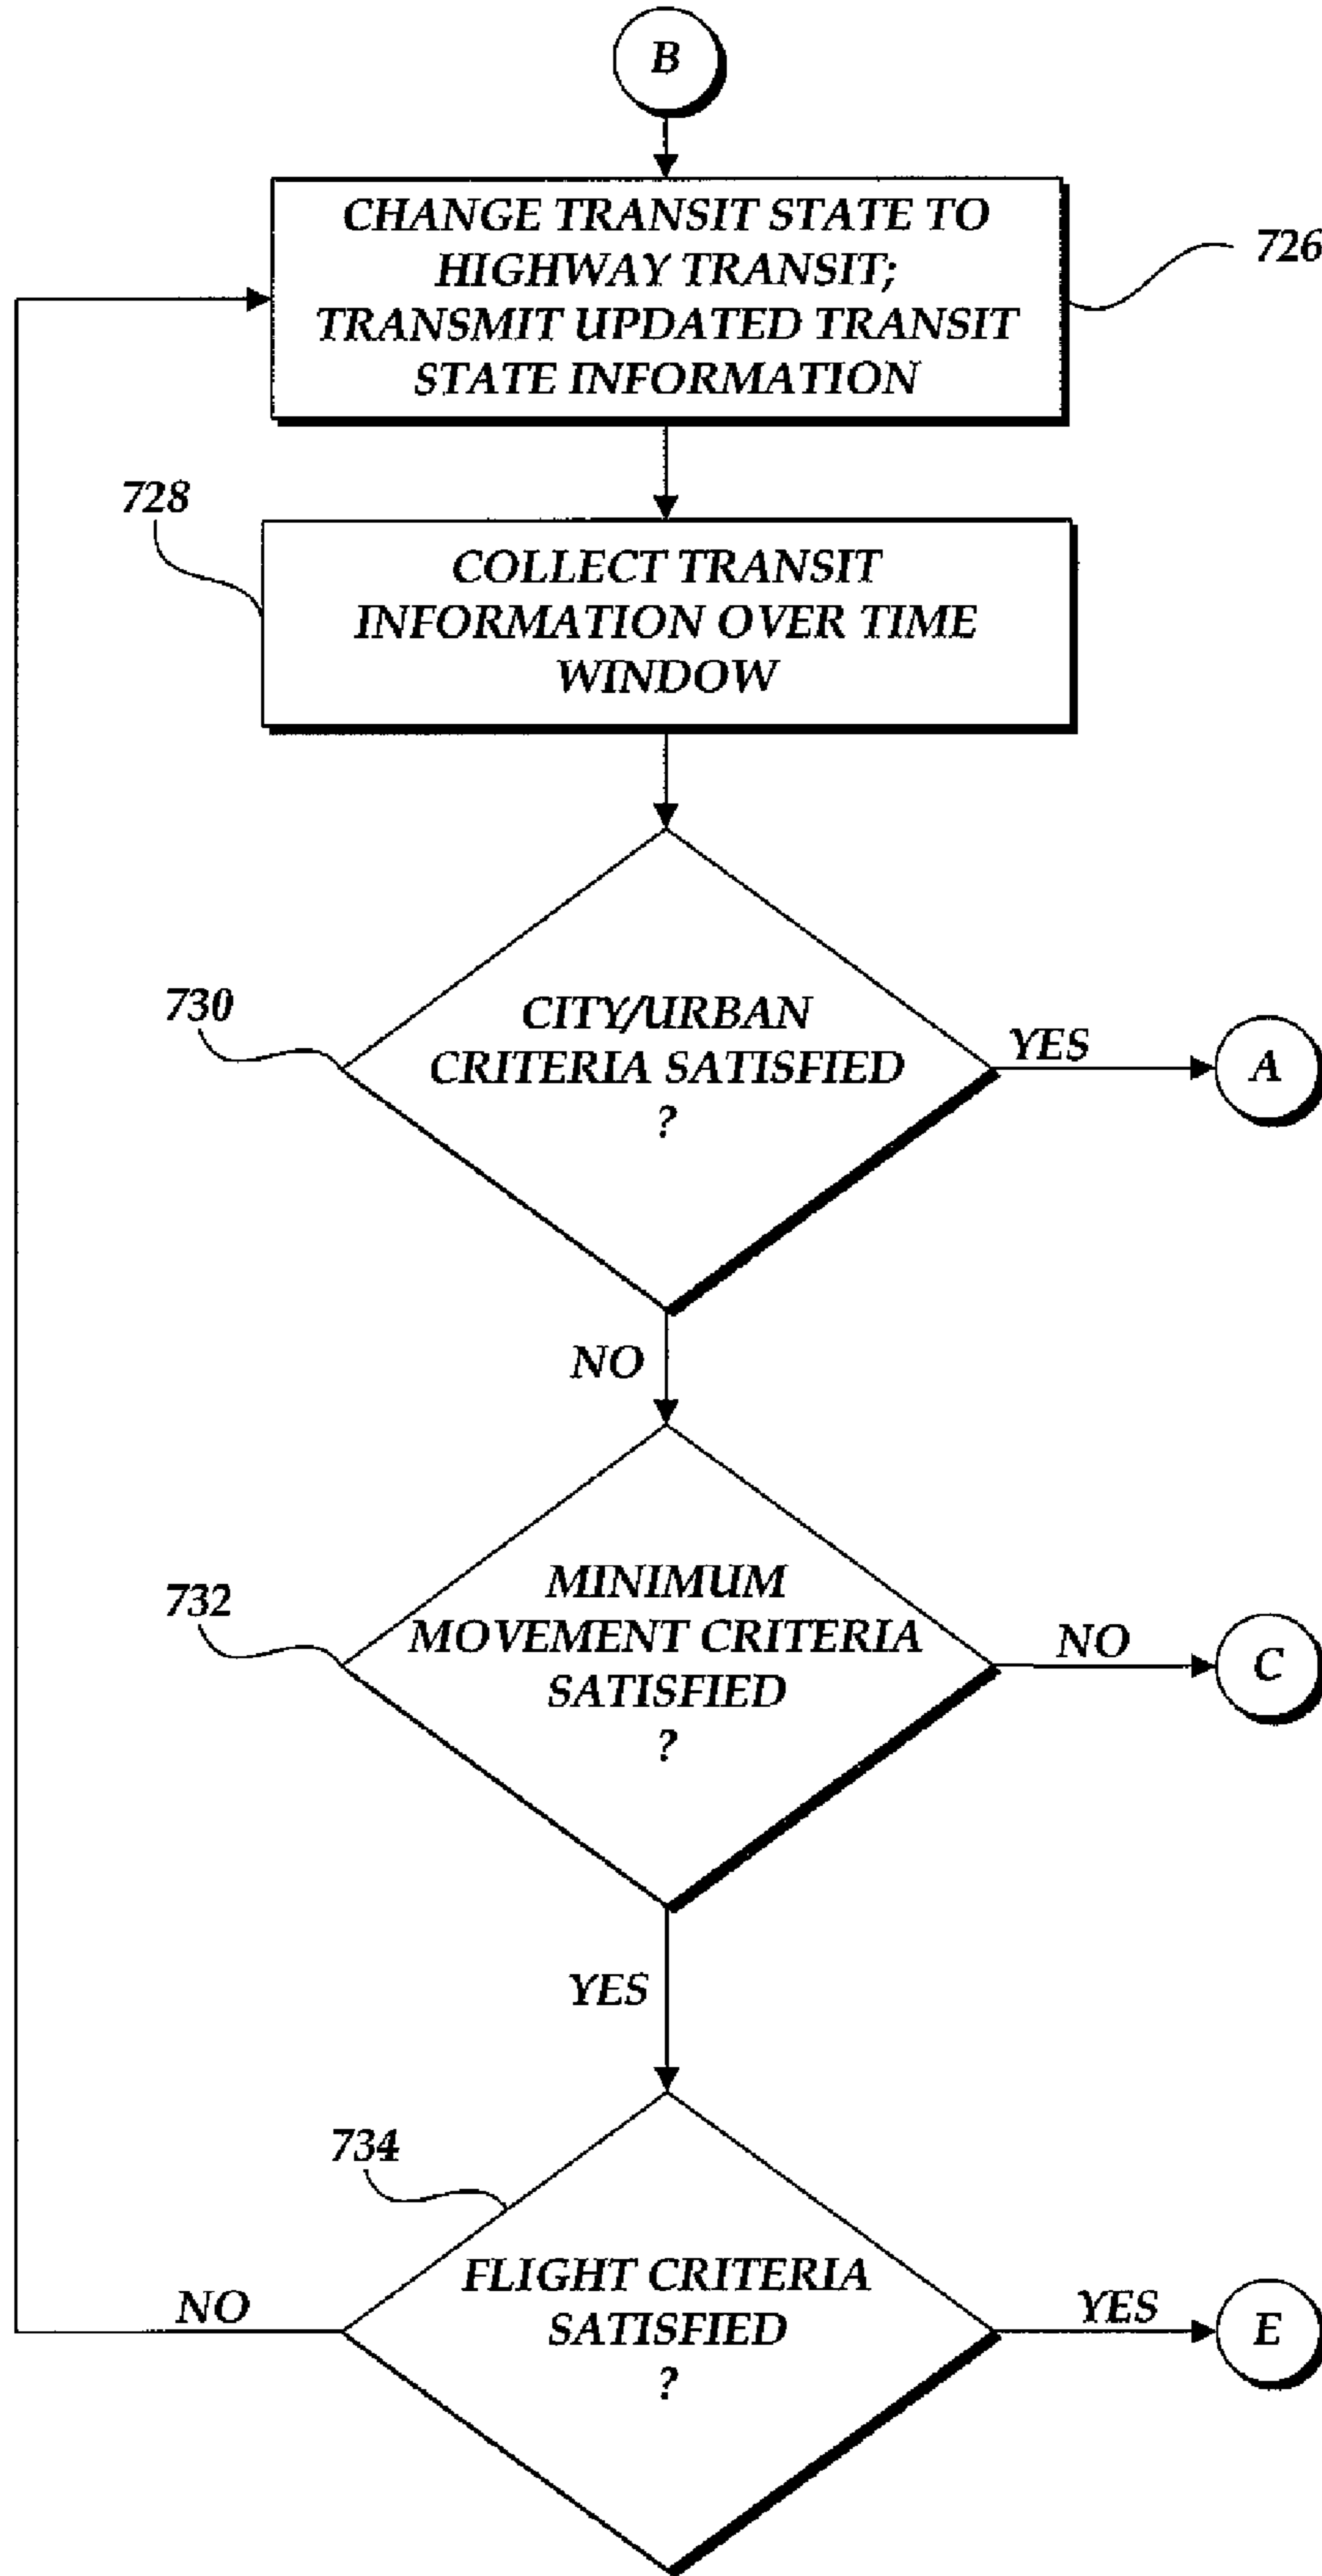 B
CHANGE TRANSIT STATE TO
HIGHWAY TRANSIT;
TRANSMIT UPDATED TRANSIT
STATE INFORMATION
726
728
COLLECT TRANSIT
INFORMATION OVER TIME
WINDOW
730
CITY/URBAN
CRITERIA SATISFIED
?
YES
A
NO
732
MINIMUM
MOVEMENT CRITERIA
SATISFIED
?
NO
C
YES
734
FLIGHT CRITERIA
SATISFIED
?
NO
YES
E